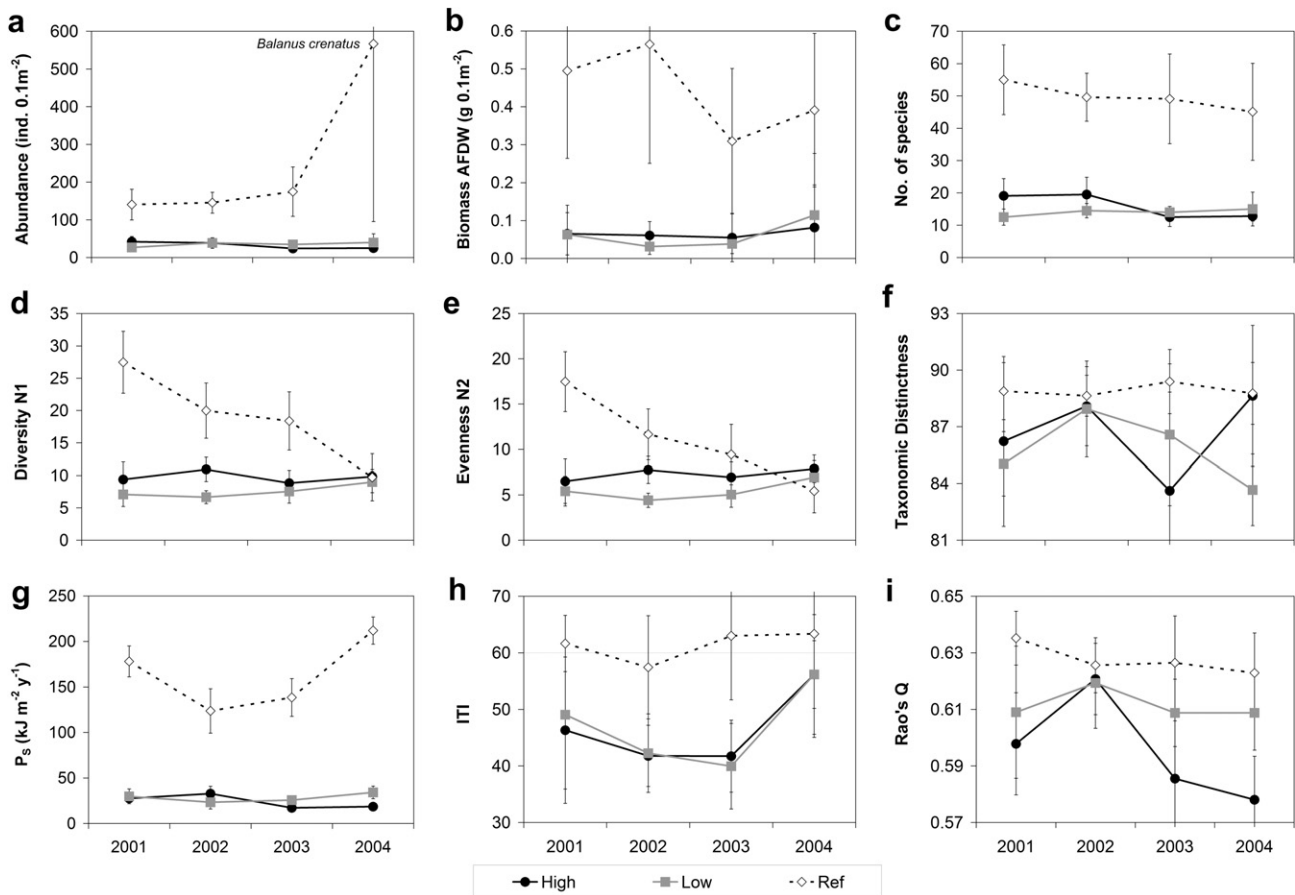 a
Abundance (ind. 0.1m-2)
600
500
400
300
200
100
0
Balanus crenatus
b
Biomass AFDW (g 0.1m-2)
0.6
0.5
0.4
0.3
0.2
0.1
0.0
c
No. of species
70
60
50
40
30
20
10
0
d
Diversity N1
35
30
25
20
15
10
5
0
e
Evenness N2
25
20
15
10
5
0
f
Taxonomic Distinctness
93
90
87
84
81
g
PS (kJ m-2 y-1)
250
200
150
100
50
0
2001 2002 2003 2004
h
ITI
70
60
50
40
30
2001 2002 2003 2004
i
Rao's Q
0.65
0.63
0.61
0.59
0.57
2001 2002 2003 2004
High Low Ref